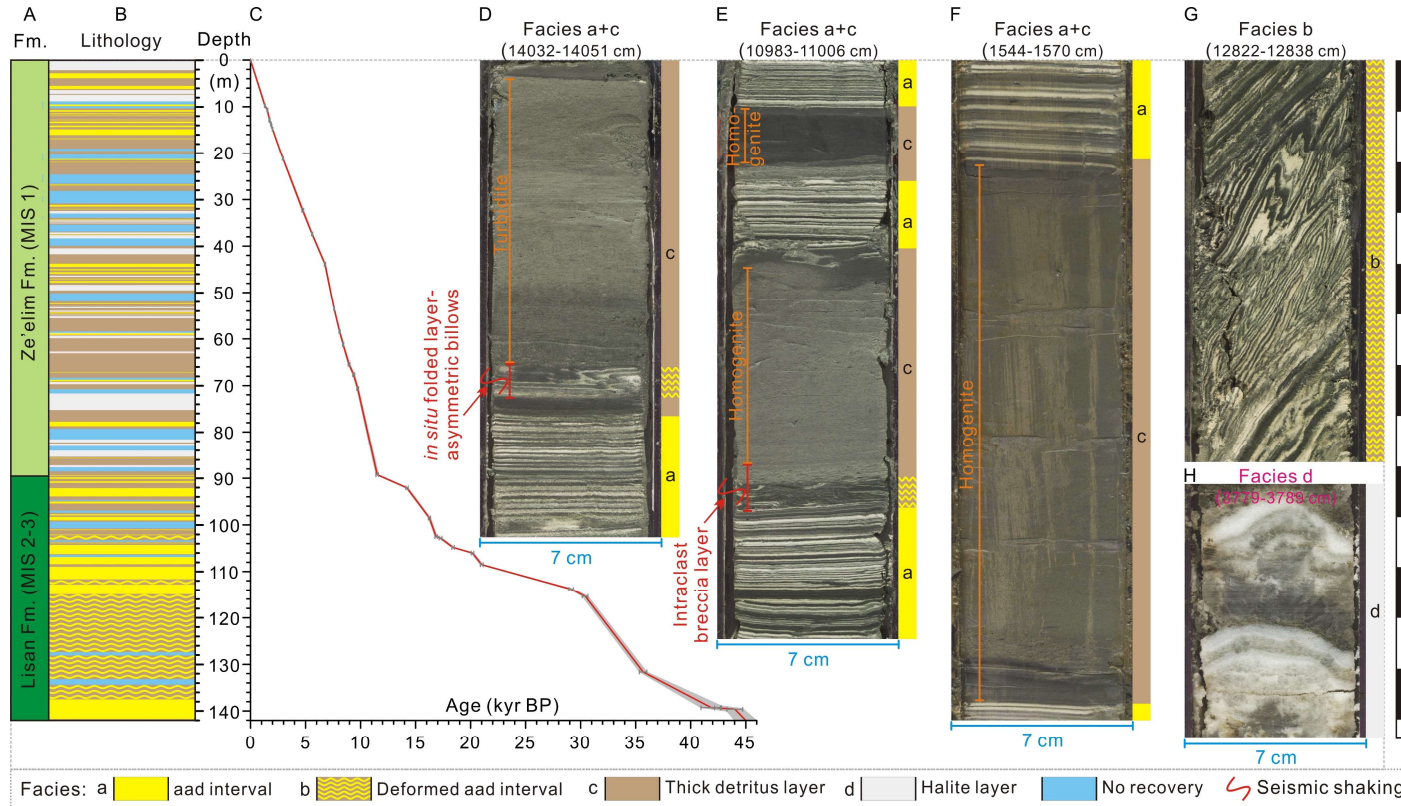 A
Fm.
B
Lithology
C
Depth
(m)
0
10
20
30
40
50
60
70
80
90
100
110
120
130
140
Ze'elim Fm. (MIS 1)
Lisan Fm. (MIS 2-3)
Age (kyr BP)
0 5 10 15 20 25 30 35 40 45
D
Facies a+c
(14032-14051 cm)
Turbidite
in situ folded layer-
asymmetric billows
c
a
7 cm
E
Facies a+c
(10983-11006 cm)
Homo-
genite
Homogenite
Intraclast
breccia layer
a
c
a
c
a
7 cm
F
Facies a+c
(1544-1570 cm)
Homogenite
a
c
7 cm
G
Facies b
(12822-12838 cm)
b
H
Facies d
(3779-3789 cm)
d
7 cm
Facies: a aad interval b Deformed aad interval c Thick detritus layer d Halite layer No recovery Seismic shaking